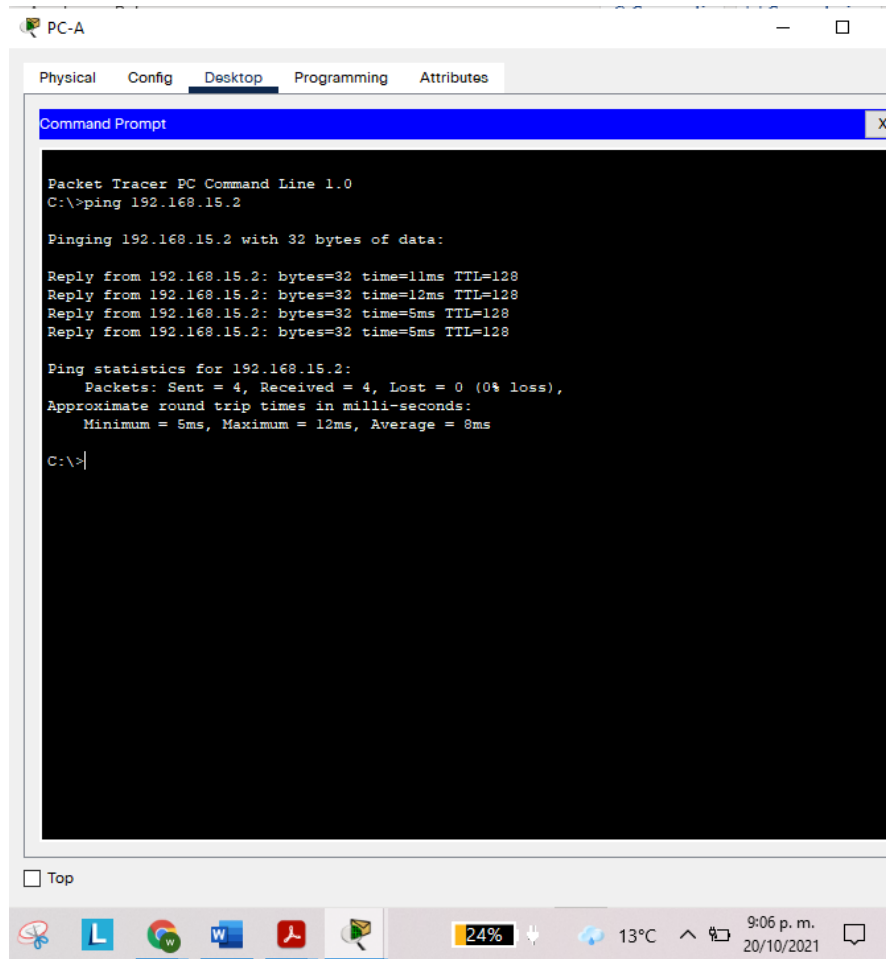 PC-A
Physical Config Desktop Programming Attributes
Command Prompt
X
Packet Tracer PC Command Line 1.0
C:\>ping 192.168.15.2
Pinging 192.168.15.2 with 32 bytes of data:
Reply from 192.168.15.2: bytes=32 time=11ms TTL=128
Reply from 192.168.15.2: bytes=32 time=12ms TTL=128
Reply from 192.168.15.2: bytes=32 time=5ms TTL=128
Reply from 192.168.15.2: bytes=32 time=5ms TTL=128
Ping statistics for 192.168.15.2:
Packets: Sent = 4, Received = 4, Lost = 0 (0% loss),
Approximate round trip times in milli-seconds:
Minimum = 5ms, Maximum = 12ms, Average = 8ms
C:\>
Top
L
W
W
24%
13°C
9:06 p. m.
20/10/2021